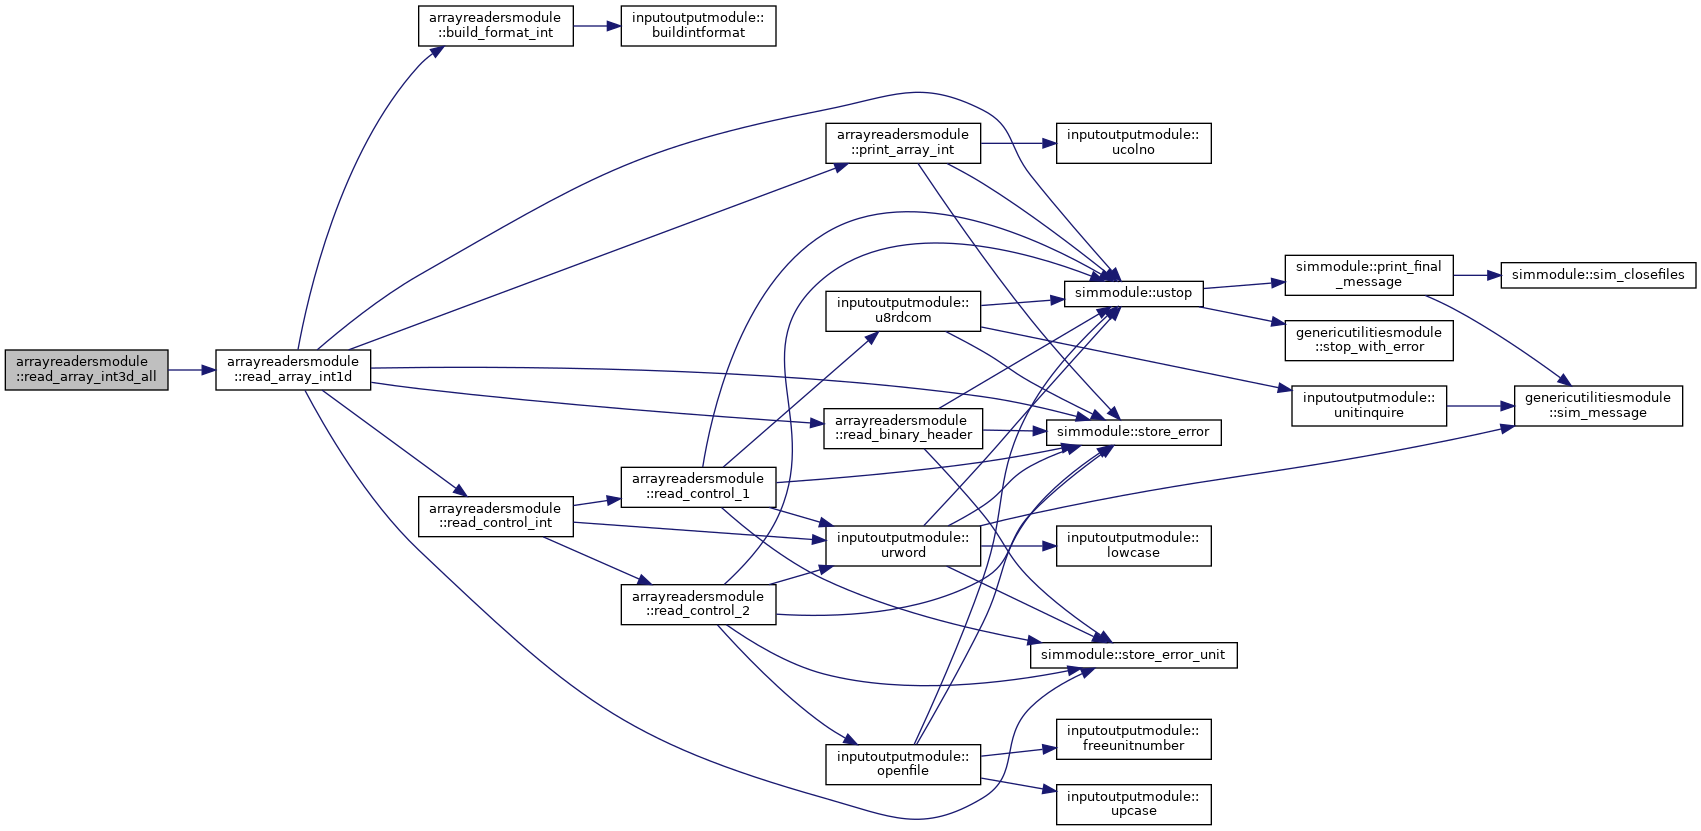 arrayreadersmodule
::read_array_int3d_all
arrayreadersmodule
::read_array_int1d
arrayreadersmodule
::build_format_int
inputoutputmodule::
buildintformat
arrayreadersmodule
::print_array_int
inputoutputmodule::
ucolno
simmodule::ustop
simmodule::print_final
_message
simmodule::sim_closefiles
genericutilitiesmodule
::stop_with_error
inputoutputmodule::
u8rdcom
inputoutputmodule::
unitinquire
genericutilitiesmodule
::sim_message
arrayreadersmodule
::read_binary_header
simmodule::store_error
arrayreadersmodule
::read_control_int
arrayreadersmodule
::read_control_1
inputoutputmodule::
urword
inputoutputmodule::
lowcase
arrayreadersmodule
::read_control_2
simmodule::store_error_unit
inputoutputmodule::
openfile
inputoutputmodule::
freeunitnumber
inputoutputmodule::
upcase